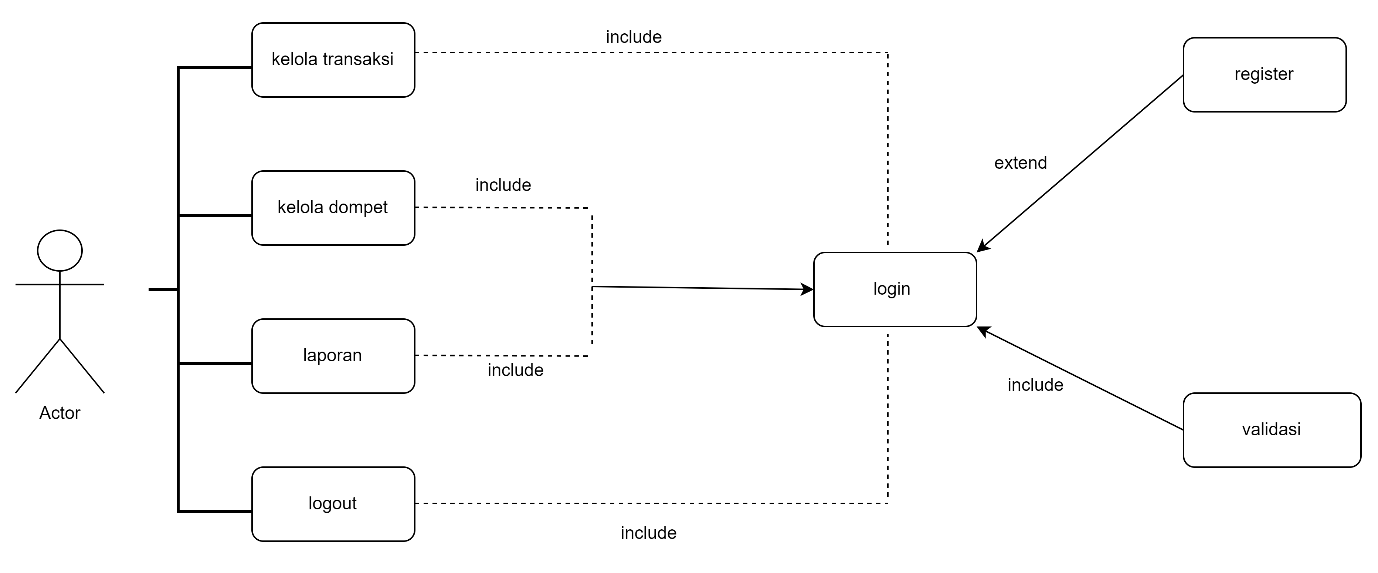 kelola transaksi
include
register
extend
kelola dompet
include
login
laporan
include
include
Actor
validasi
logout
include